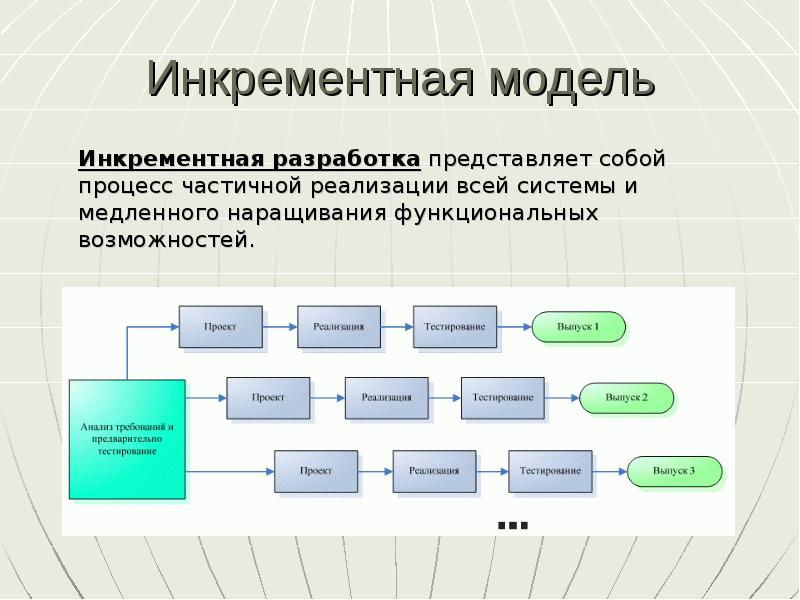 Инкрементная модель
Инкрементная разработка представляет собой
процесс частичной реализации всей системы и
медленного наращивания функциональных
возможностей.
Проект
Реализация
Тестирование
Выпуск 1
Анализ требований и
предварительно
тестирование
Проект
Реализация
Тестирование
Выпуск 2
Проект
Реализация
Тестирование
Выпуск 3
...